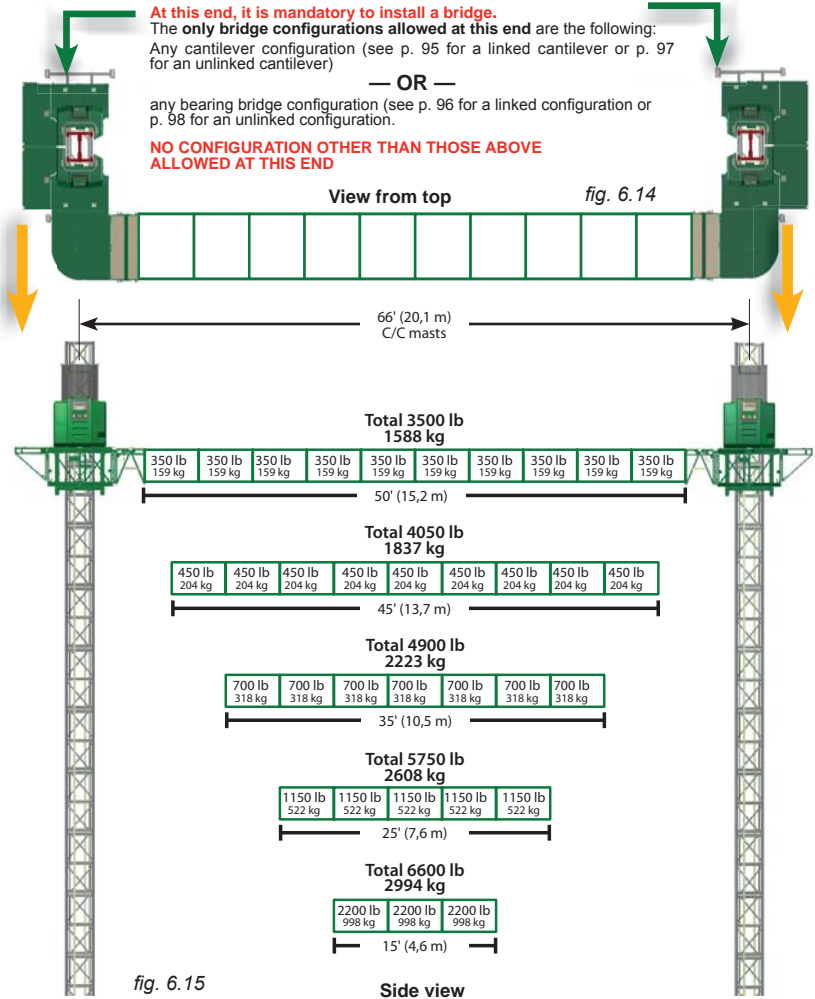 At this end, it is mandatory to install a bridge.
The only bridge configurations allowed at this end are the following:
Any cantilever configuration (see p. 95 for a linked cantilever or p. 97
for an unlinked cantilever)
— OR —
any bearing bridge configuration (see p. 96 for a linked configuration or
p. 98 for an unlinked configuration.
NO CONFIGURATION OTHER THAN THOSE ABOVE
ALLOWED AT THIS END
View from top
fig. 6.14
66' (20,1 m)
C/C masts
Total 3500 lb
1588 kg
350 lb 350 lb 350 lb 350 lb 350 lb 350 lb 350 lb 350 lb 350 lb 350 lb
159 kg 159 kg 159 kg 159 kg 159 kg 159 kg 159 kg 159 kg 159 kg 159 kg
50' (15,2 m)
Total 4050 lb
1837 kg
450 lb 450 lb 450 lb 450 lb 450 lb 450 lb 450 lb 450 lb 450 lb
204 kg 204 kg 204 kg 204 kg 204 kg 204 kg 204 kg 204 kg 204 kg
45' (13,7 m)
Total 4900 lb
2223 kg
700 lb 700 lb 700 lb 700 lb 700 lb 700 lb 700 lb
318 kg 318 kg 318 kg 318 kg 318 kg 318 kg 318 kg
35' (10,5 m)
Total 5750 lb
2608 kg
1150 lb 1150 lb 1150 lb 1150 lb 1150 lb
522 kg 522 kg 522 kg 522 kg 522 kg
25' (7,6 m)
Total 6600 lb
2994 kg
2200 lb 2200 lb 2200 lb
998 kg 998 kg 998 kg
15' (4,6 m)
fig. 6.15
Side view